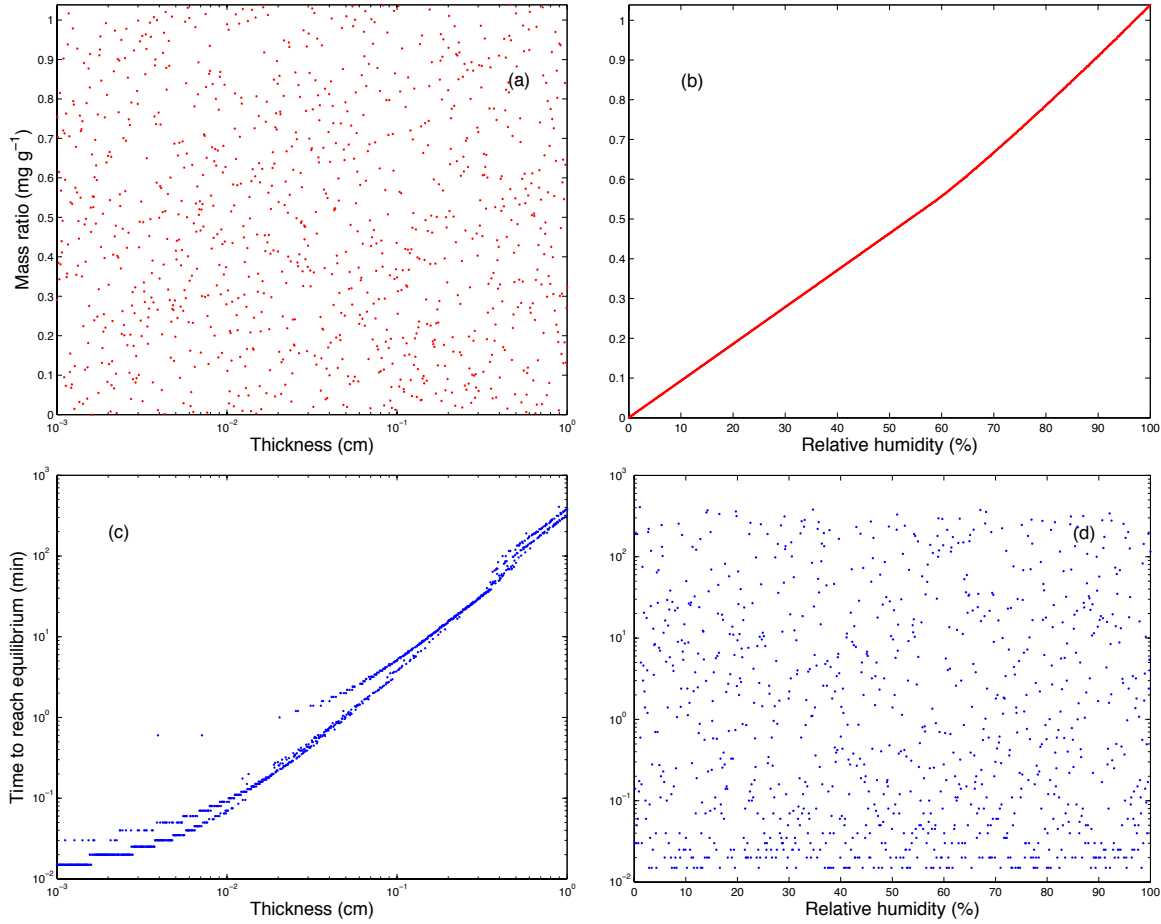 1
0.9
0.8
0.7
0.6
0.5
0.4
0.3
0.2
0.1
0
Mass ratio (mg g⁻¹)
(a)
10⁻³ 10⁻² 10⁻¹ 10⁰
Thickness (cm)
1
0.9
0.8
0.7
0.6
0.5
0.4
0.3
0.2
0.1
0
(b)
0 10 20 30 40 50 60 70 80 90 100
Relative humidity (%)
10³
10²
10¹
10⁰
10⁻¹
10⁻²
Time to reach equilibrium (min)
(c)
10⁻³ 10⁻² 10⁻¹ 10⁰
Thickness (cm)
10³
10²
10¹
10⁰
10⁻¹
10⁻²
(d)
0 10 20 30 40 50 60 70 80 90 100
Relative humidity (%)